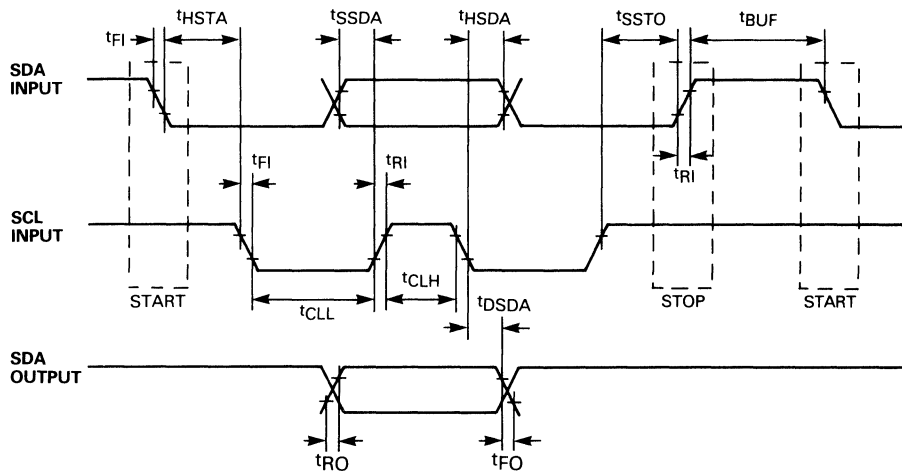 tFI
tHSTA
tSSDA
tHSDA
tSSTO
tBUF
SDA
INPUT
tFI
tRI
tRI
SCL
INPUT
START
tCLL
tCLH
tDSDA
STOP
START
SDA
OUTPUT
tRO
tFO